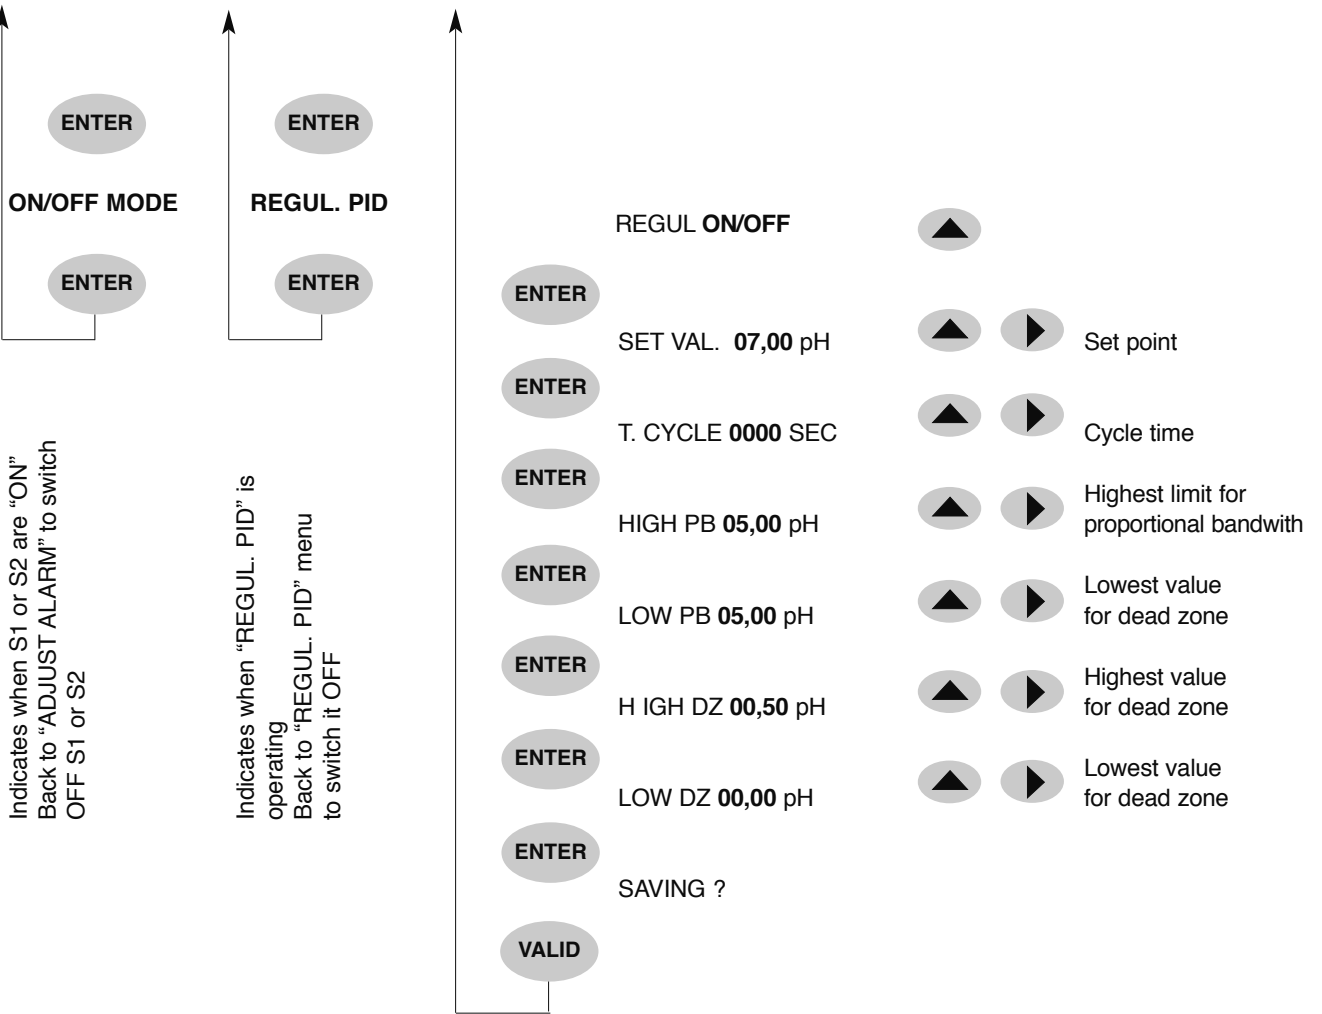 ENTER
ON/OFF MODE
ENTER
Indicates when S1 or S2 are “ON”
Back to “ADJUST ALARM” to switch
OFF S1 or S2
ENTER
REGUL. PID
ENTER
Indicates when “REGUL. PID” is
operating
Back to “REGUL. PID” menu
to switch it OFF
REGUL ON/OFF
ENTER
SET VAL. 07,00 pH
Set point
ENTER
T. CYCLE 0000 SEC
Cycle time
ENTER
HIGH PB 05,00 pH
Highest limit for
proportional bandwith
ENTER
LOW PB 05,00 pH
Lowest value
for dead zone
ENTER
H IGH DZ 00,50 pH
Highest value
for dead zone
ENTER
LOW DZ 00,00 pH
Lowest value
for dead zone
ENTER
SAVING ?
VALID